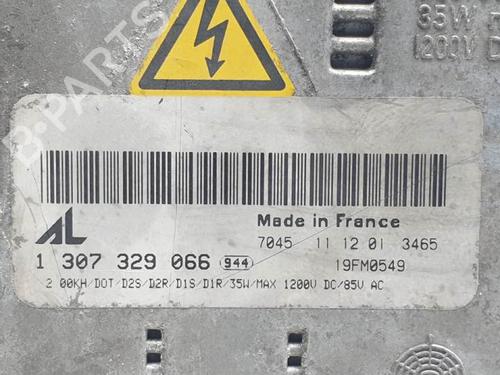 B-PARTS
35W
1200V D
AL
Made in France
7045 11 12 01 3465
1 307 329 066 944
19FM0549
2 00KH/DOT/D2S/D2R/D1S/D1R/35W/MAX 1200V DC/85V AC